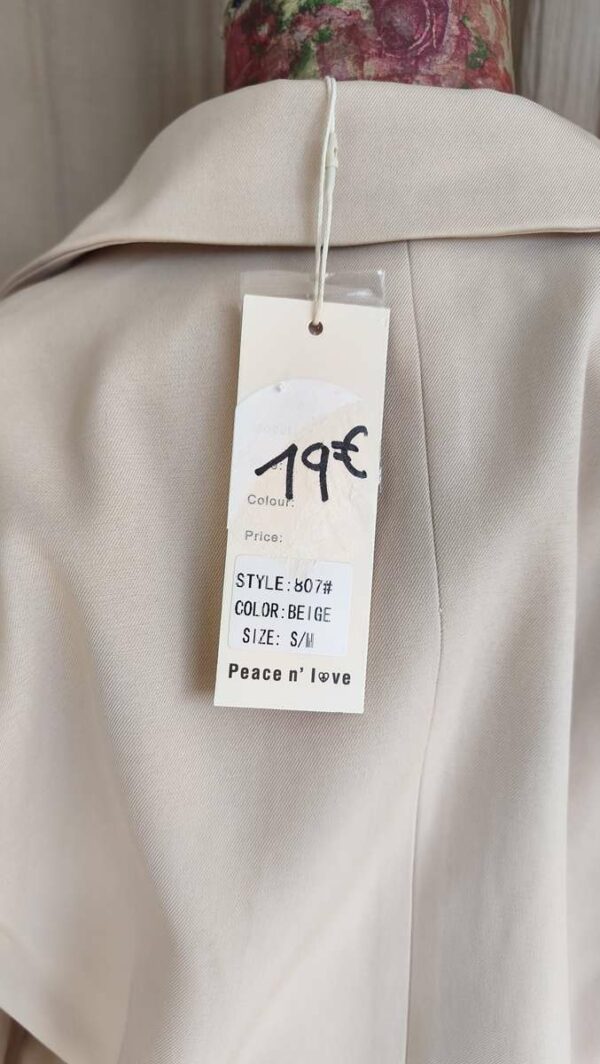 19€
Colour:
Price:
STYLE:807#
COLOR:BEIGE
SIZE: S/M
Peace n' love